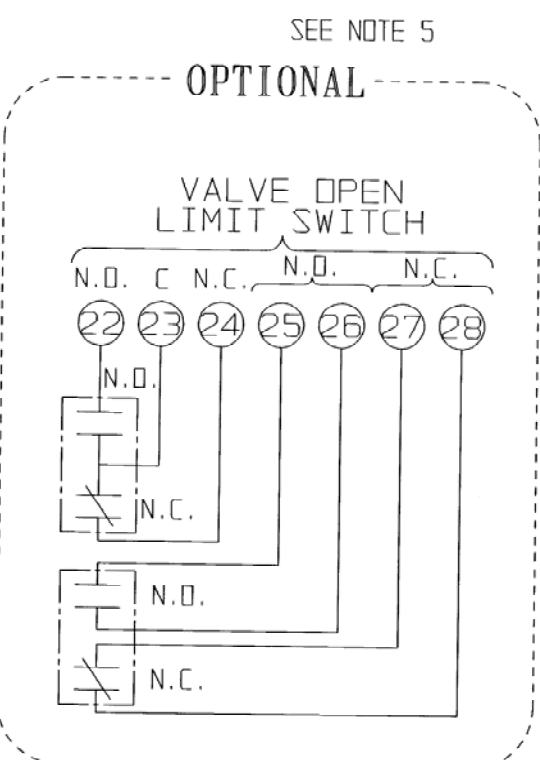 SEE NOTE 5
OPTIONAL
VALVE OPEN
LIMIT SWITCH
N.O. C N.C. N.O. N.C.
22 23 24 25 26 27 28
N.O.
N.C.
N.O.
N.C.